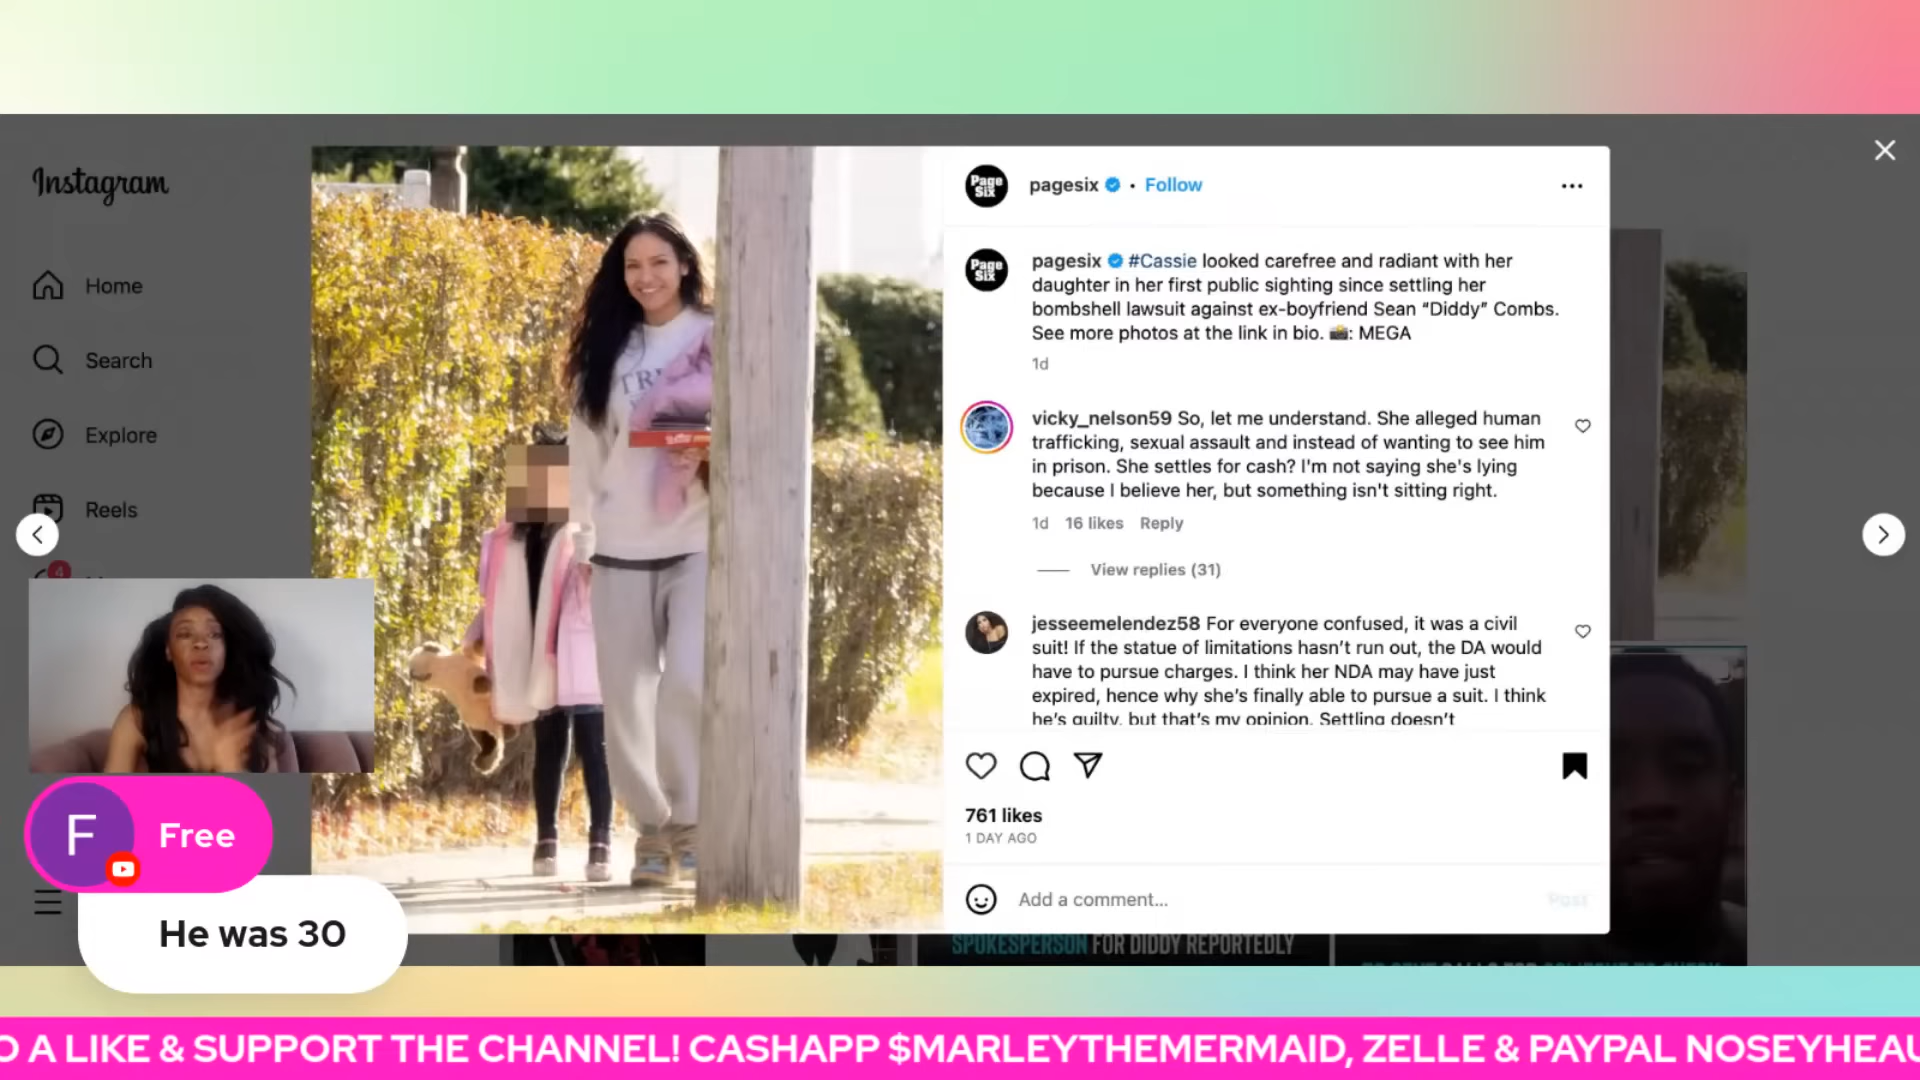 Instagram
Home
Search
Explore
Reels
4
Page
Six
pagesix • Follow
Page
Six
pagesix #Cassie looked carefree and radiant with her
daughter in her first public sighting since settling her
bombshell lawsuit against ex-boyfriend Sean “Diddy” Combs.
See more photos at the link in bio. 📸: MEGA
1d
vicky_nelson59 So, let me understand. She alleged human
trafficking, sexual assault and instead of wanting to see him
in prison. She settles for cash? I'm not saying she's lying
because I believe her, but something isn't sitting right.
1d 16 likes Reply
View replies (31)
jesseemelendez58 For everyone confused, it was a civil
suit! If the statue of limitations hasn’t run out, the DA would
have to pursue charges. I think her NDA may have just
expired, hence why she’s finally able to pursue a suit. I think
he’s guilty, but that’s my opinion. Settling doesn’t
761 likes
1 DAY AGO
Add a comment...
Post
SPOKESPERSON FOR DIDDY REPORTEDLY
F
Free
He was 30
O A LIKE & SUPPORT THE CHANNEL! CASHAPP $MARLEYTHEMERMAID, ZELLE & PAYPAL NOSEYHEAU